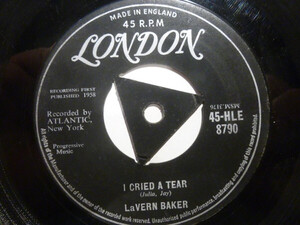 MADE IN ENGLAND
45 R.P.M
LONDON
RECORDING FIRST
PUBLISHED 1958
Recorded by
ATLANTIC,
New York
Progressive
Music
45-HLE
8790
I CRIED A TEAR
(Julia, Jay)
LaVERN BAKER